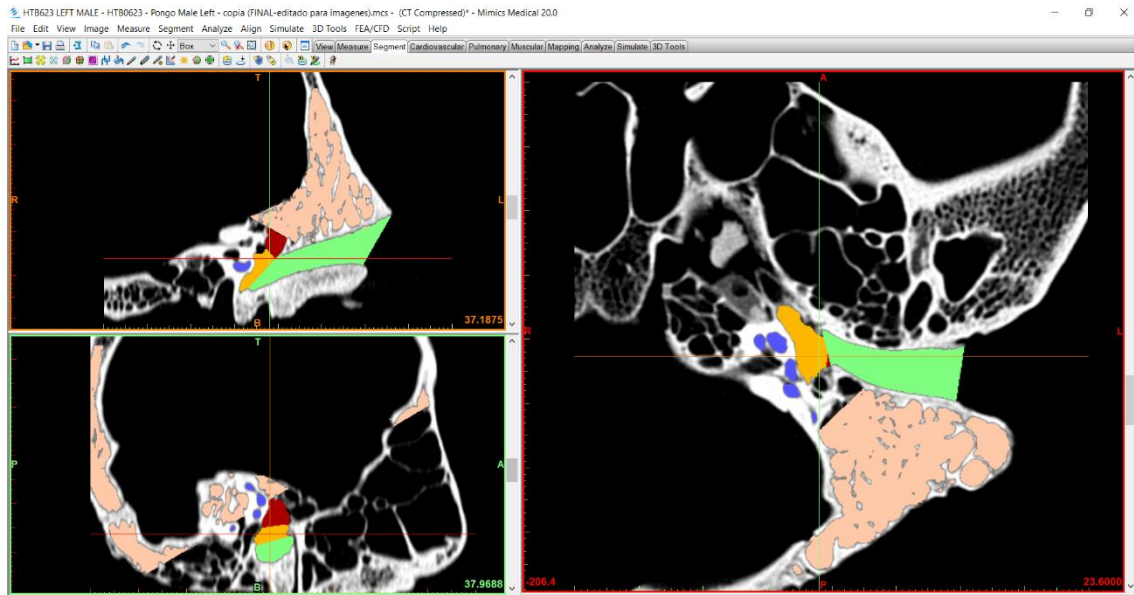 HTB623 LEFT MALE - HTB0623 - Pongo Male Left - copia (FINAL-editado para imagenes).mcs - (CT Compressed)* - Mimics Medical 20.0
File Edit View Image Measure Segment Analyze Align Simulate 3D Tools FEA/CFD Script Help
Box View Measure Segment Cardiovascular Pulmonary Muscular Mapping Analyze Simulate 3D Tools
T
R
L
B
37.1875
T
P
A
B
37.9688
A
R
L
P
-206.4
23.6000